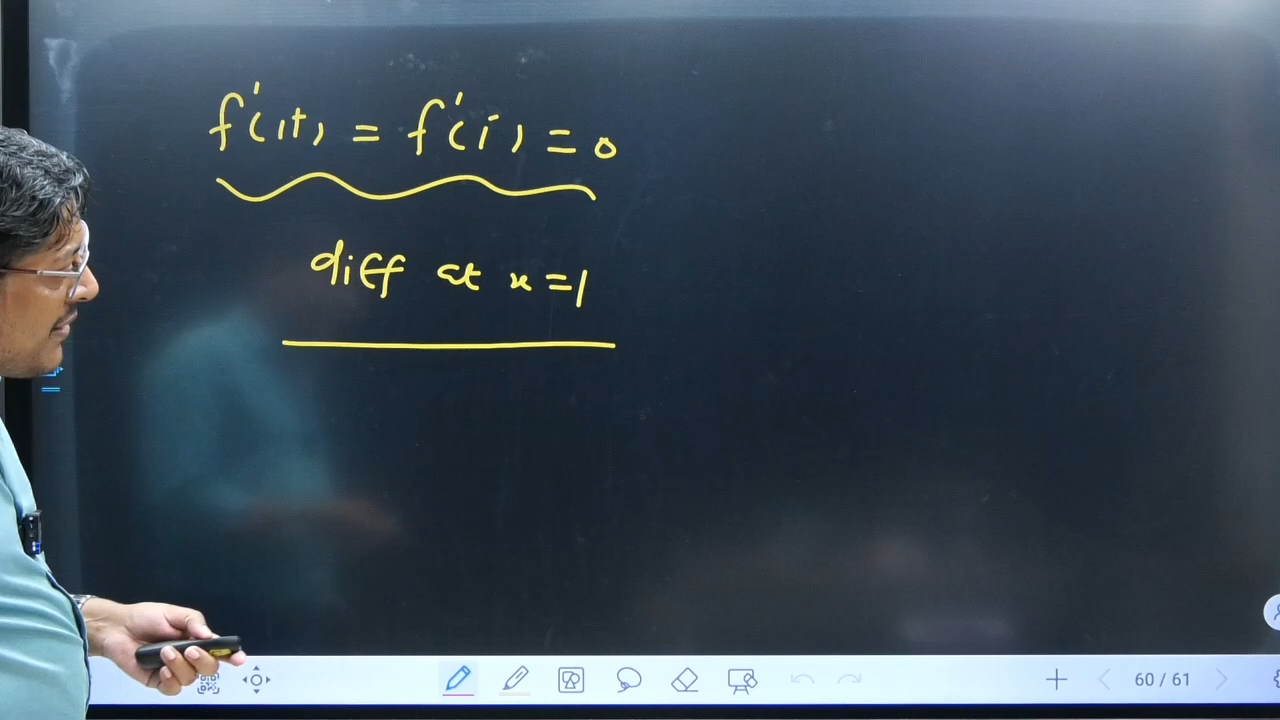 f'(1+) = f'(1-) = 0
diff at x = 1
60 / 61